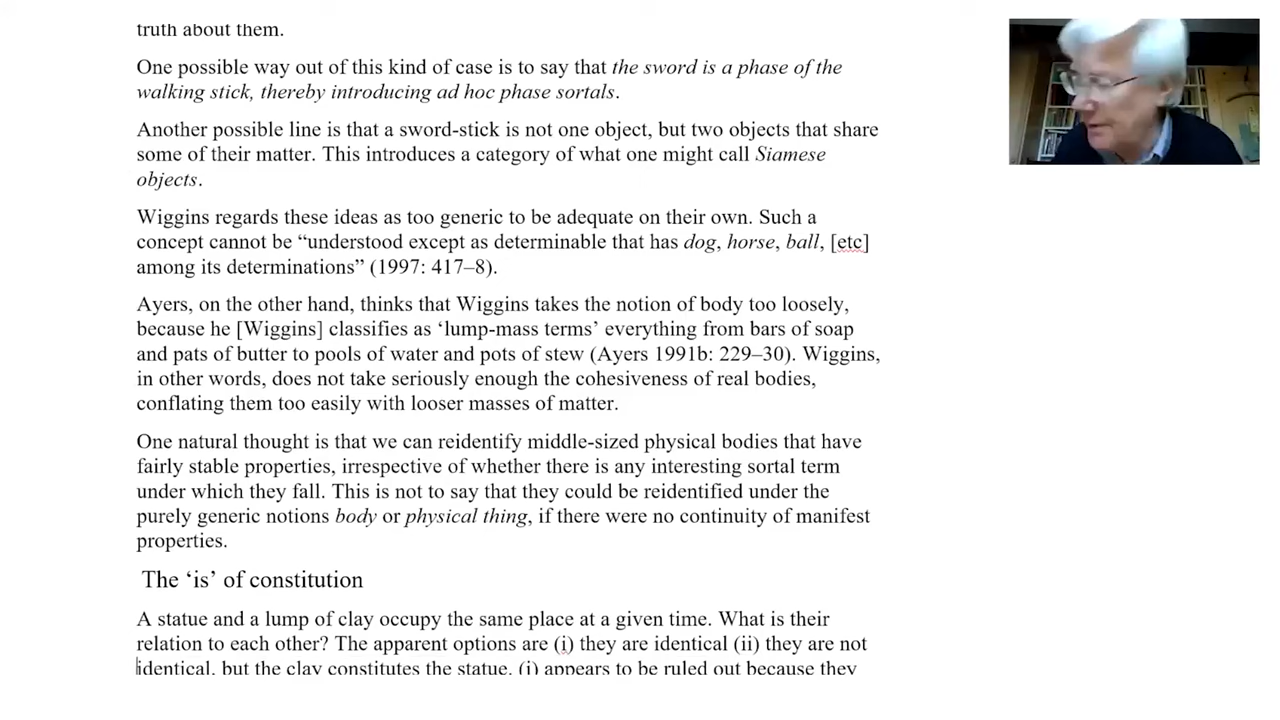 truth about them.
One possible way out of this kind of case is to say that the sword is a phase of the
walking stick, thereby introducing ad hoc phase sortals.
Another possible line is that a sword-stick is not one object, but two objects that share
some of their matter. This introduces a category of what one might call Siamese
objects.
Wiggins regards these ideas as too generic to be adequate on their own. Such a
concept cannot be “understood except as determinable that has dog, horse, ball, [etc]
among its determinations” (1997: 417–8).
Ayers, on the other hand, thinks that Wiggins takes the notion of body too loosely,
because he [Wiggins] classifies as ‘lump-mass terms’ everything from bars of soap
and pats of butter to pools of water and pots of stew (Ayers 1991b: 229–30). Wiggins,
in other words, does not take seriously enough the cohesiveness of real bodies,
conflating them too easily with looser masses of matter.
One natural thought is that we can reidentify middle-sized physical bodies that have
fairly stable properties, irrespective of whether there is any interesting sortal term
under which they fall. This is not to say that they could be reidentified under the
purely generic notions body or physical thing, if there were no continuity of manifest
properties.
The ‘is’ of constitution
A statue and a lump of clay occupy the same place at a given time. What is their
relation to each other? The apparent options are (i) they are identical (ii) they are not
identical, but the clay constitutes the statue. (i) appears to be ruled out because they